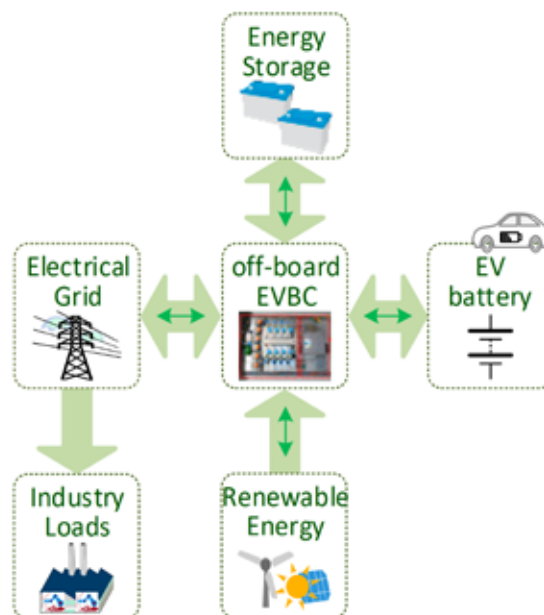 Energy
Storage
Electrical
Grid
off-board
EVBC
EV
battery
Industry
Loads
Renewable
Energy